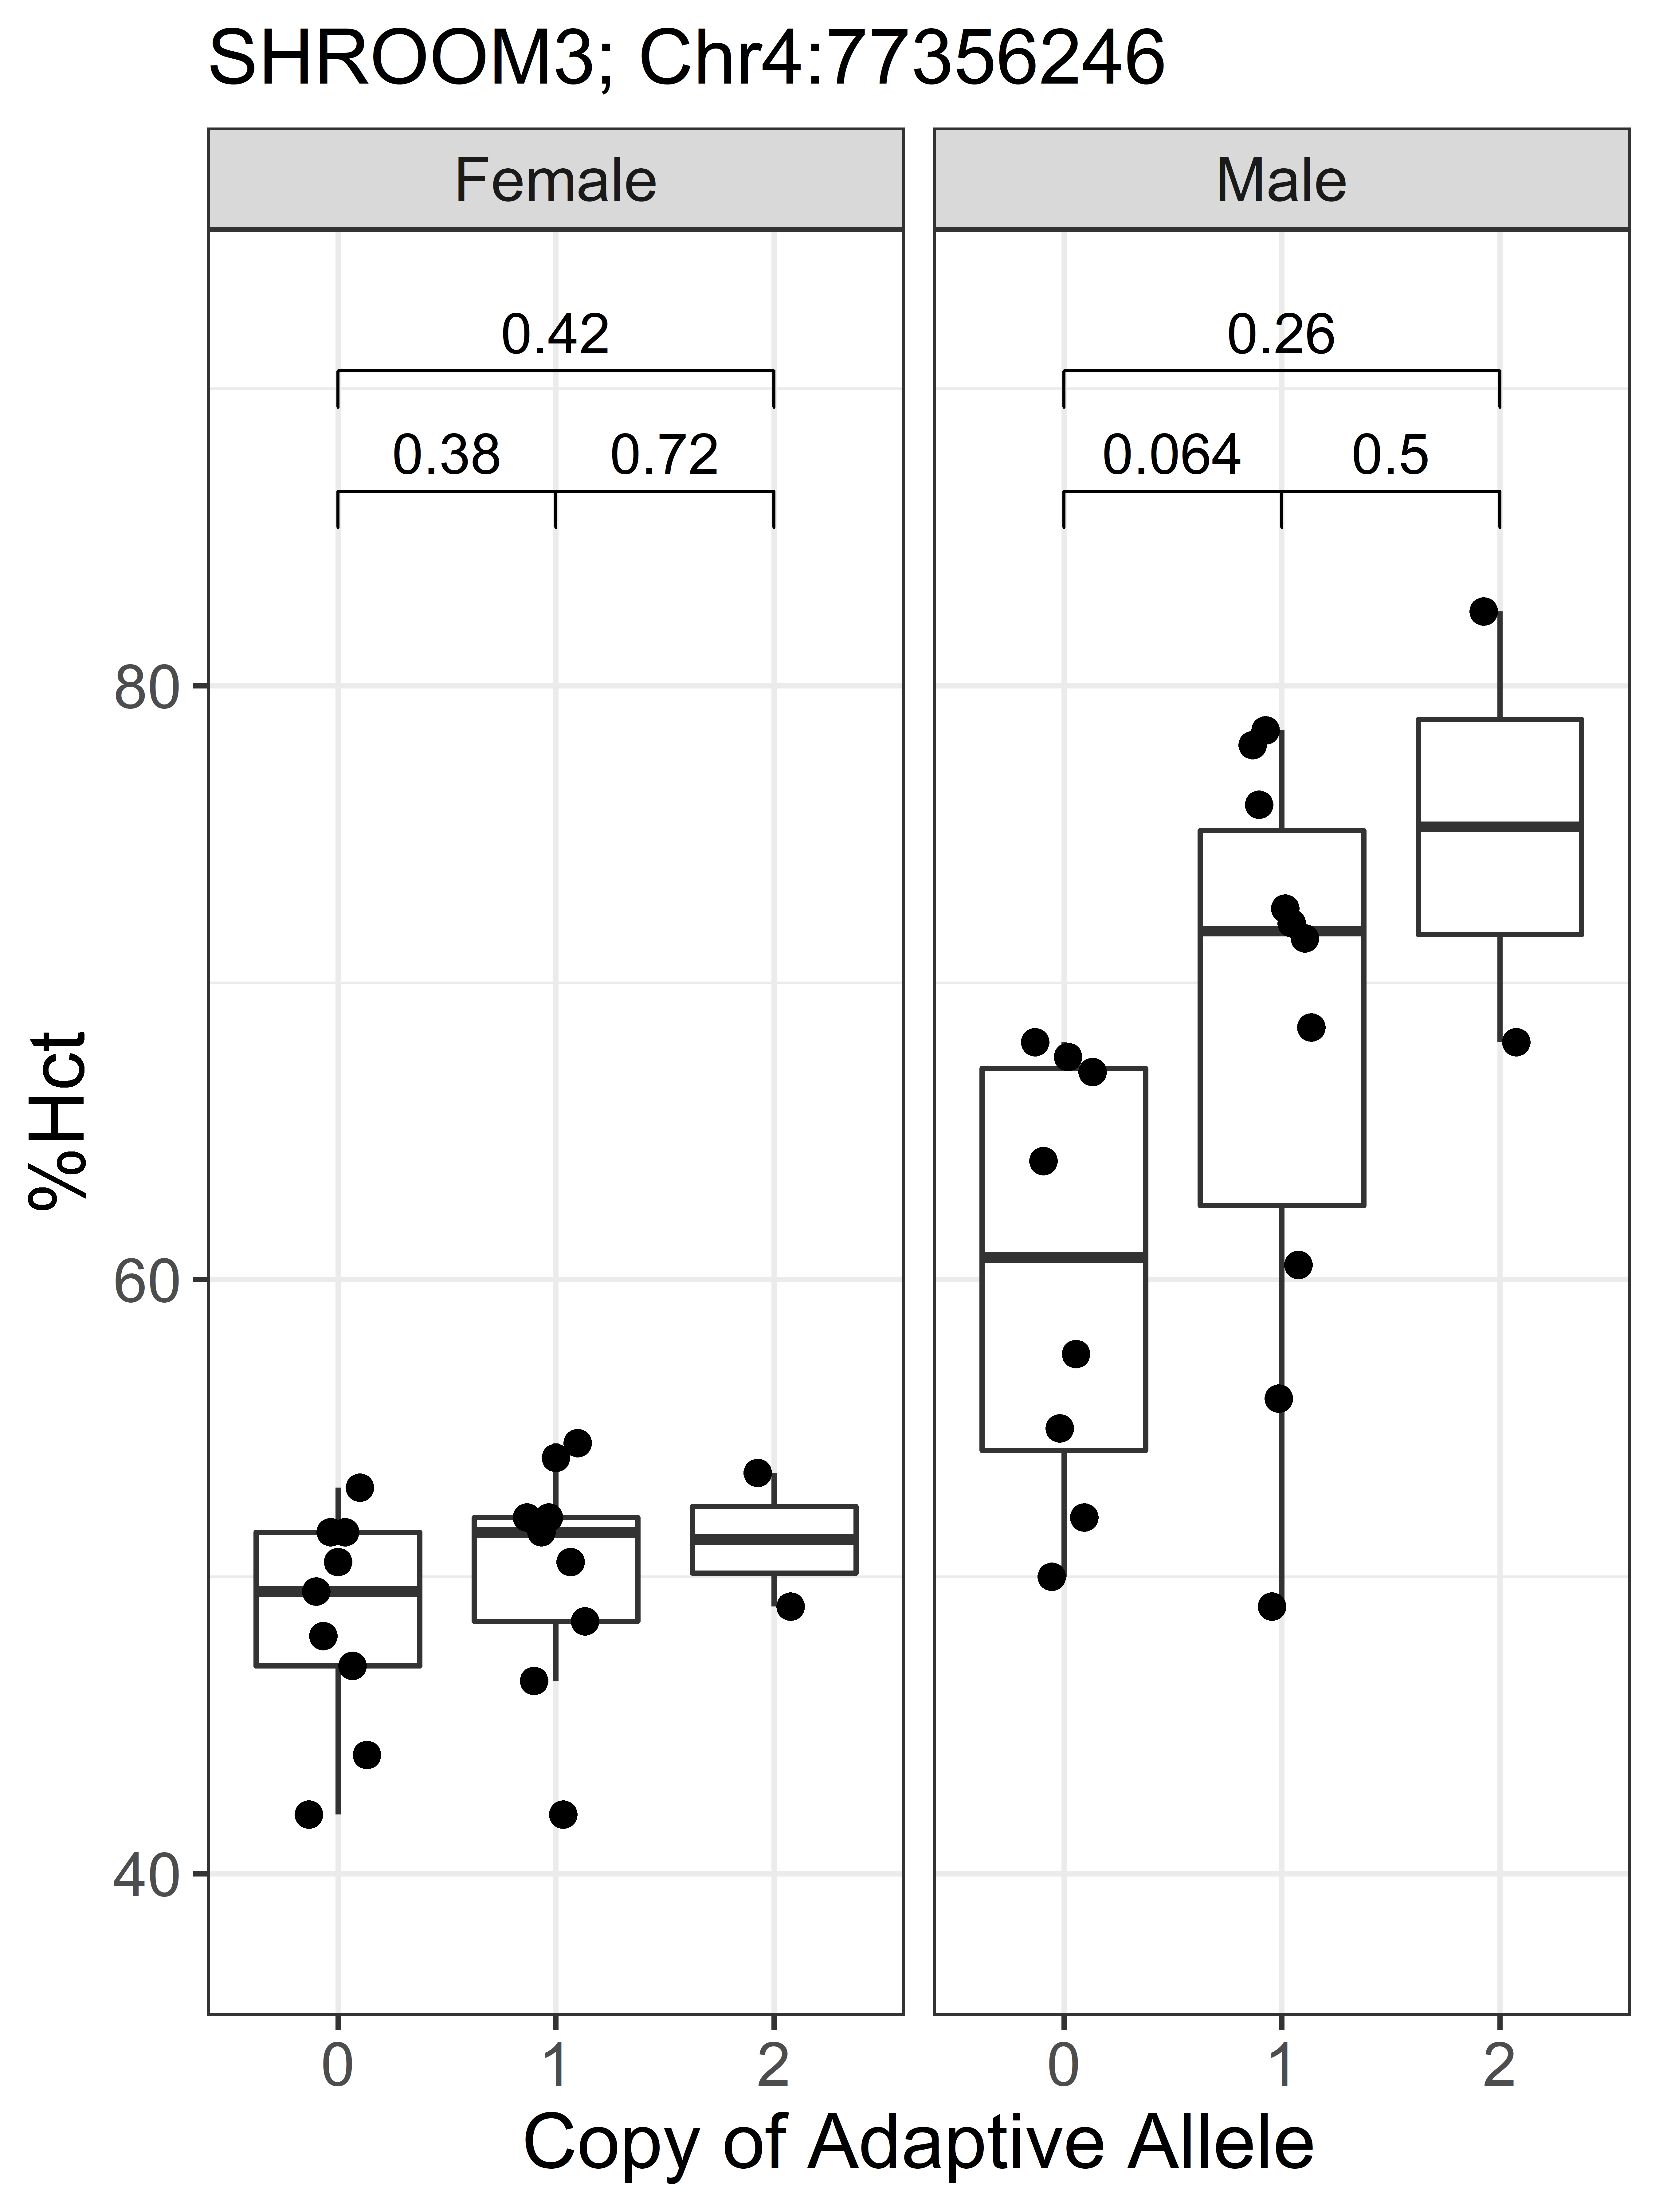 SHROOM3; Chr4:77356246
Female
Male
0.42
0.26
0.38 0.72
0.064 0.5
80
60
40
%Hct
0 1 2
0 1 2
Copy of Adaptive Allele